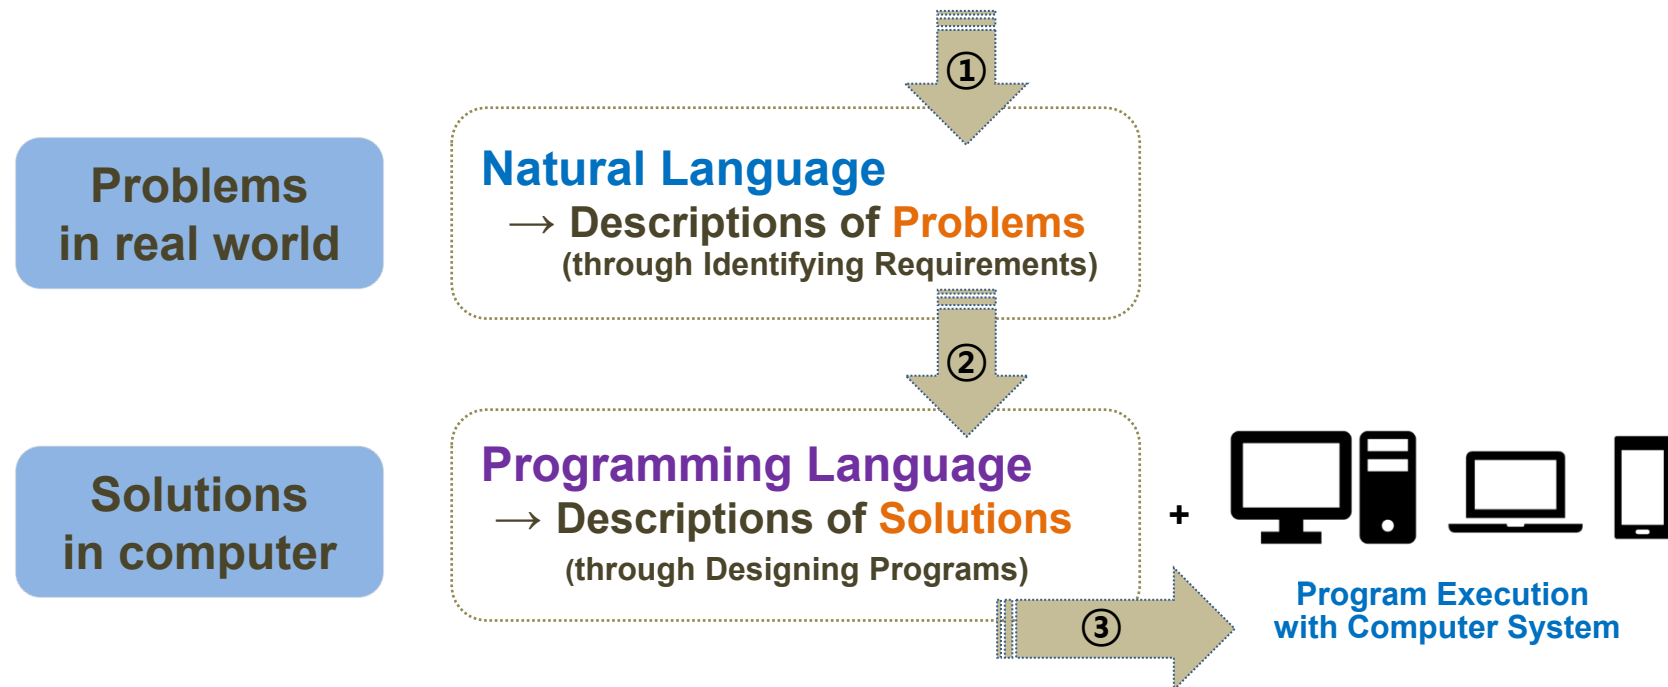 ①
Problems
in real world
Natural Language
→ Descriptions of Problems
(through Identifying Requirements)
②
Solutions
in computer
Programming Language
→ Descriptions of Solutions
(through Designing Programs)
+
③
Program Execution
with Computer System